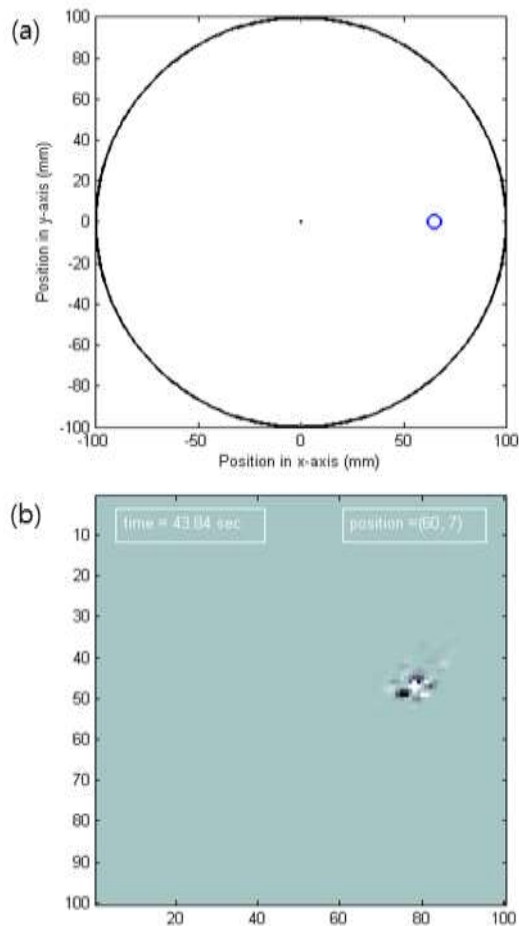 (a)
100
80
60
40
20
0
-20
-40
-60
-80
-100
Position in y-axis (mm)
-100 -50 0 50 100
Position in x-axis (mm)
(b)
time = 43.84 sec
position =(60, 7)
10
20
30
40
50
60
70
80
90
100
20 40 60 80 100